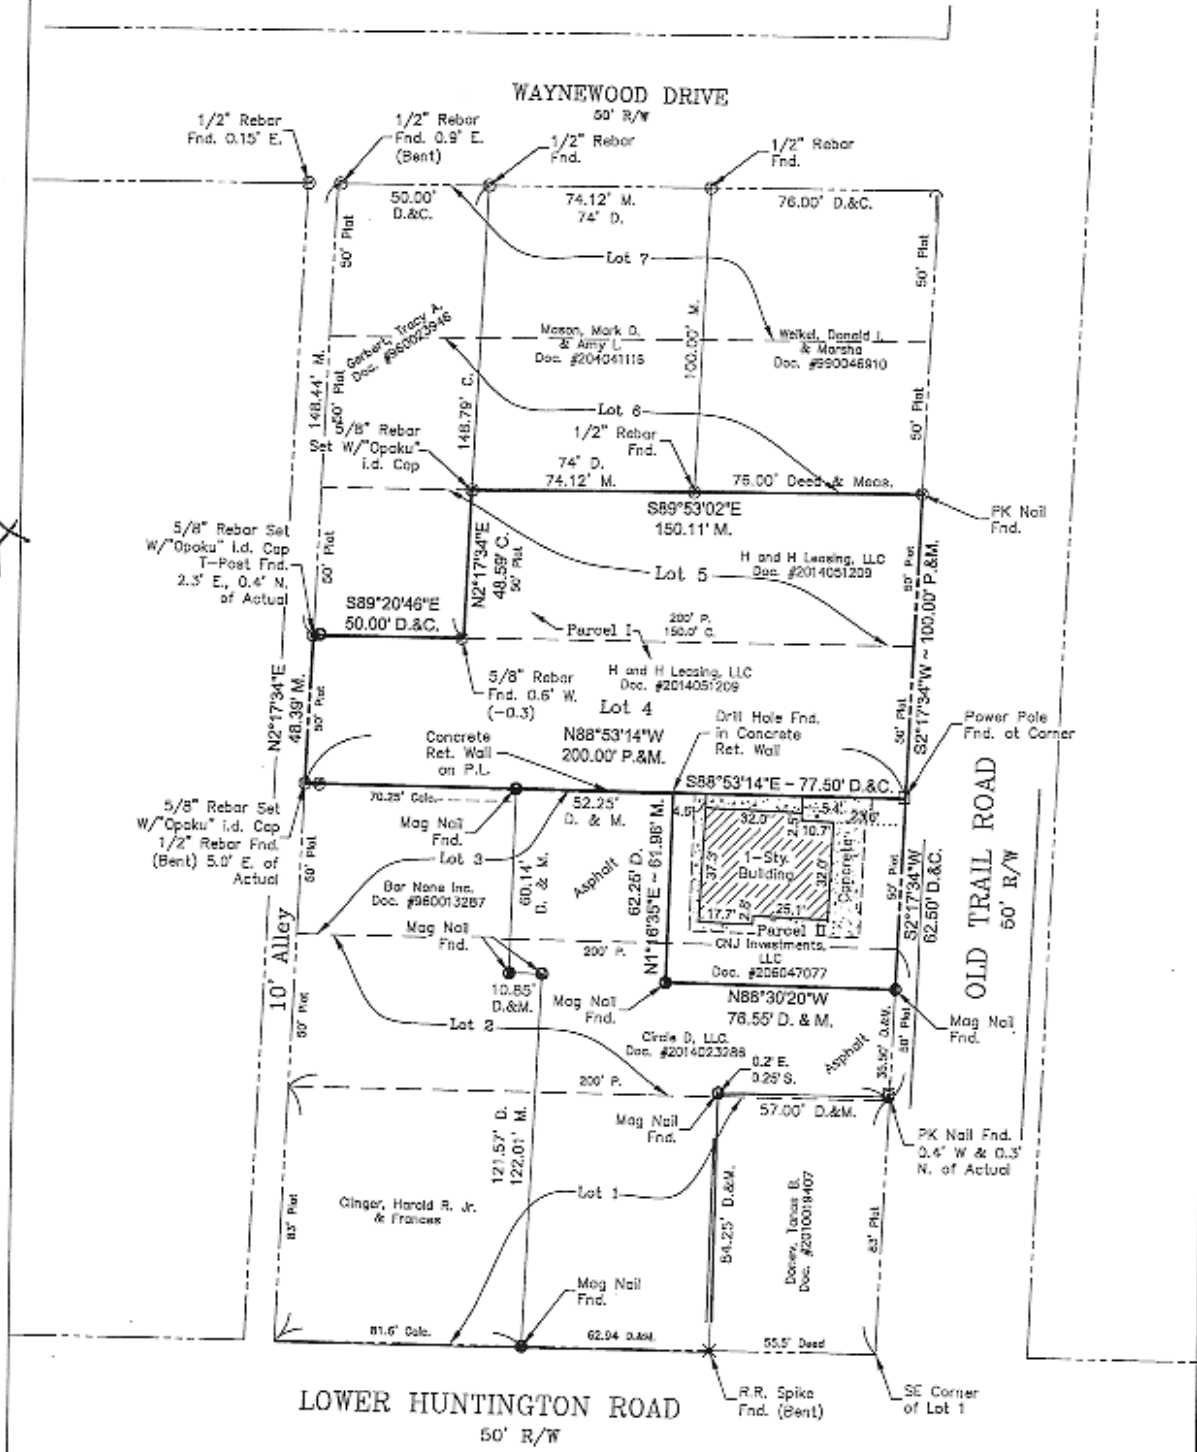 WAYNEWOOD DRIVE
50' R/W
1/2" Rebar
Fnd. 0.15' E.
1/2" Rebar
Fnd. 0.9' E.
(Bent)
1/2" Rebar
Fnd.
1/2" Rebar
Fnd.
50.00'
D.&C.
74.12' M.
74' D.
76.00' D.&C.
50' Plat
50' Plat
Lot 7
Gerbert, Tracy A.
Doc. #960023946
Mason, Mark D.
& Amy L.
Doc. #204041116
Weikel, Donald L.
& Marsha
Doc. #990046910
148.44' M.
50' Plat
148.79' C.
100.00' M.
50' Plat
Lot 6
5/8" Rebar
Set W/"Opoku"
i.d. Cap
1/2" Rebar
Fnd.
74' D.
74.12' M.
76.00' Deed & Meas.
S89°53'02"E
150.11' M.
PK Nail
Fnd.
5/8" Rebar Set
W/"Opoku" i.d. Cap
T-Post Fnd.
2.3' E., 0.4' N.
of Actual
50' Plat
N2°17'34"E
48.59' C.
50' Plat
H and H Leasing, LLC
Doc. #2014051209
Lot 5
50' Plat
S2°17'34"W ~ 100.00' P.&M.
S89°20'46"E
50.00' D.&C.
Parcel I
200' P.
150.0' C.
5/8" Rebar
Fnd. 0.6' W.
(-0.3)
H and H Leasing, LLC
Doc. #2014051209
Lot 4
N2°17'34"E
48.39' M.
50' Plat
50' Plat
Concrete
Ret. Wall
on P.L.
N88°53'14"W
200.00' P.&M.
Drill Hole Fnd.
in Concrete
Ret. Wall
Power Pole
Fnd. at Corner
S88°53'14"E ~ 77.50' D.&C.
5/8" Rebar Set
W/"Opoku" i.d. Cap
1/2" Rebar Fnd.
(Bent) 5.0' E. of
Actual
70.25' Calc.
52.25'
D. & M.
Mag Nail
Fnd.
4.5'
32.0'
2.5'
5.4'
10.7'
23.6'
Lot 3
50' Plat
Bar None Inc.
Doc. #960013287
60.14'
D. & M.
Asphalt
62.26' D.
N1°16'35"E ~ 61.98' M.
37.3'
1-Sty.
Building
32.0'
Concrete
17.7'
2.8'
25.1'
50' Plat
S2°17'34"W
62.50' D.&C.
OLD TRAIL ROAD
50' R/W
10' Alley
Mag Nail
Fnd.
200' P.
Parcel II
CNJ Investments,
LLC
Doc. #206047077
10.85'
D.&M.
Mag Nail
Fnd.
N86°30'20"W
76.55' D. & M.
Mag Nail
Fnd.
50' Plat
Lot 2
Circle D, LLC.
Doc. #2014023286
Asphalt
35.50' D.&M.
50' Plat
200' P.
0.2' E.
0.25' S.
Mag Nail
Fnd.
57.00' D.&M.
PK Nail Fnd.
0.4' W & 0.3'
N. of Actual
121.57' D.
122.01' M.
Lot 1
Clinger, Harold R. Jr.
& Frances
83' Plat
84.25' D.&M.
Donev, Tanas B.
Doc. #2010019407
83' Plat
Mag Nail
Fnd.
81.6' Calc.
62.94 D.&M.
55.5' Deed
LOWER HUNTINGTON ROAD
50' R/W
R.R. Spike
Fnd. (Bent)
SE Corner
of Lot 1